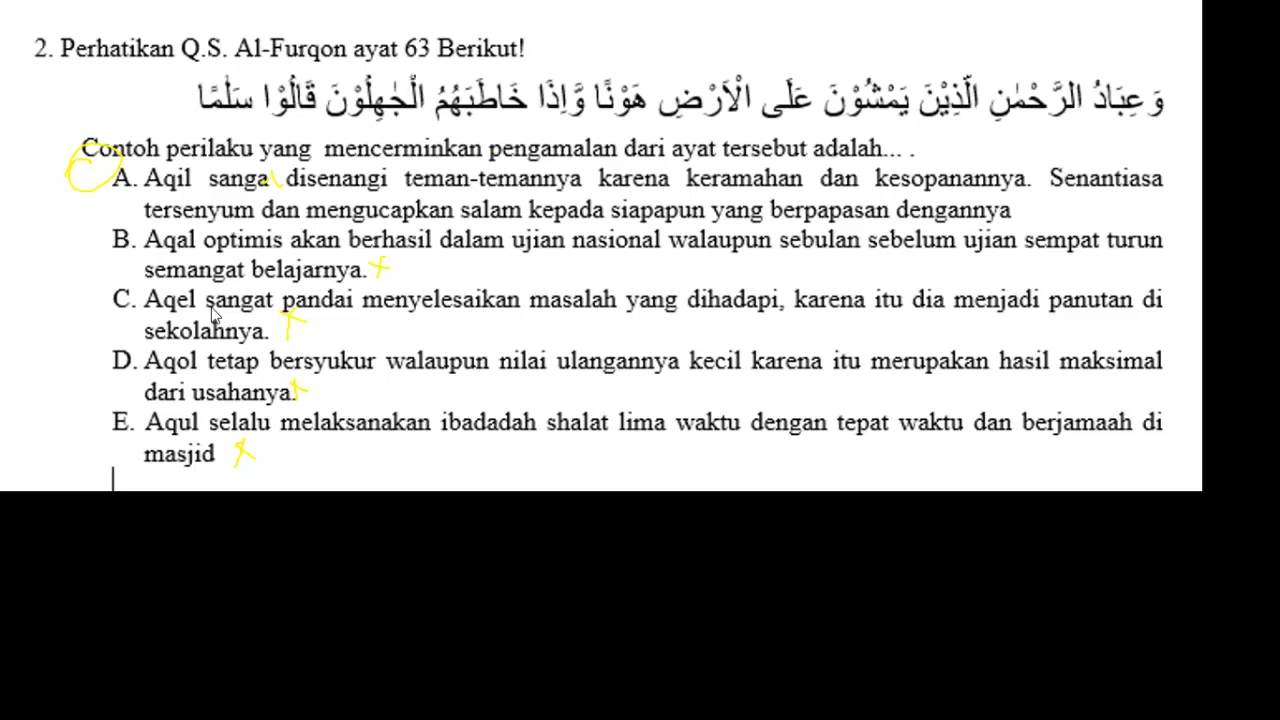 2. Perhatikan Q.S. Al-Furqon ayat 63 Berikut!
وَعِبَادُ الرَّحْمٰنِ الَّذِيْنَ يَمْشُوْنَ عَلَى الْاَرْضِ هَوْنًا وَّاِذَا خَاطَبَهُمُ الْجٰهِلُوْنَ قَالُوْا سَلٰمًا
Contoh perilaku yang mencerminkan pengamalan dari ayat tersebut adalah... .
A. Aqil sanga disenangi teman-temannya karena keramahan dan kesopanannya. Senantiasa
tersenyum dan mengucapkan salam kepada siapapun yang berpapasan dengannya
B. Aqal optimis akan berhasil dalam ujian nasional walaupun sebulan sebelum ujian sempat turun
semangat belajarnya.
C. Aqel sangat pandai menyelesaikan masalah yang dihadapi, karena itu dia menjadi panutan di
sekolahnya.
D. Aqol tetap bersyukur walaupun nilai ulangannya kecil karena itu merupakan hasil maksimal
dari usahanya.
E. Aqul selalu melaksanakan ibadadah shalat lima waktu dengan tepat waktu dan berjamaah di
masjid